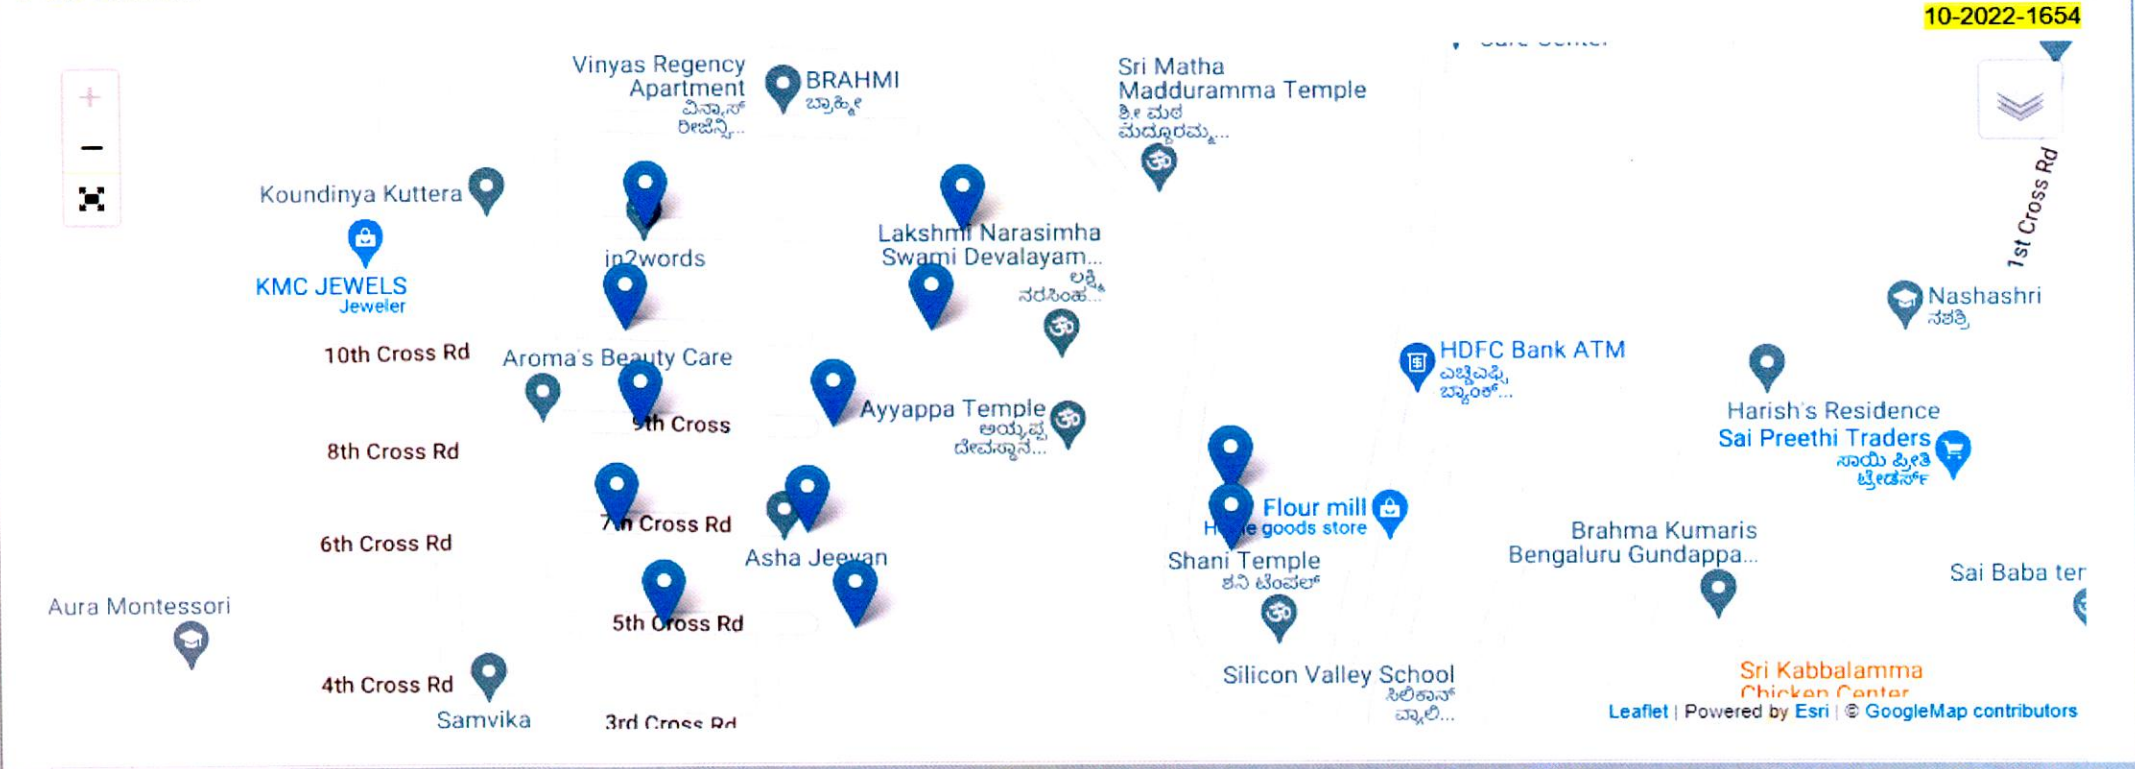 10-2022-1654
Vinyas Regency
Apartment
ವಿನ್ಯಾಸ್
ರೀಜೆನ್ಸಿ...
BRAHMI
ಬ್ರಾಹ್ಮೀ
Sri Matha
Madduramma Temple
ಶ್ರೀ ಮಠ
ಮದ್ದೂರಮ್ಮ...
1st Cross Rd
Koundinya Kuttera
KMC JEWELS
Jeweler
in2words
Lakshmi Narasimha
Swami Devalayam...
ಲಕ್ಷ್ಮಿ
ನರಸಿಂಹ...
Nashashri
ನಶಶ್ರಿ
10th Cross Rd
Aroma's Beauty Care
HDFC Bank ATM
ಎಚ್ಡಿಎಫ್ಸಿ
ಬ್ಯಾಂಕ್...
9th Cross
Ayyappa Temple
ಅಯ್ಯಪ್ಪ
ದೇವಸ್ಥಾನ...
Harish's Residence
Sai Preethi Traders
ಸಾಯಿ ಪ್ರೀತಿ
ಟ್ರೇಡರ್ಸ್
8th Cross Rd
7th Cross Rd
Flour mill
Home goods store
6th Cross Rd
Asha Jeevan
Shani Temple
ಶನಿ ಟೆಂಪಲ್
Brahma Kumaris
Bengaluru Gundappa...
Sai Baba
Aura Montessori
5th Cross Rd
4th Cross Rd
Samvika
3rd Cross Rd
Silicon Valley School
ಸಿಲಿಕಾನ್
ವ್ಯಾಲಿ...
Sri Kabbalamma
Chicken Center
Leaflet | Powered by Esri | © GoogleMap contributors